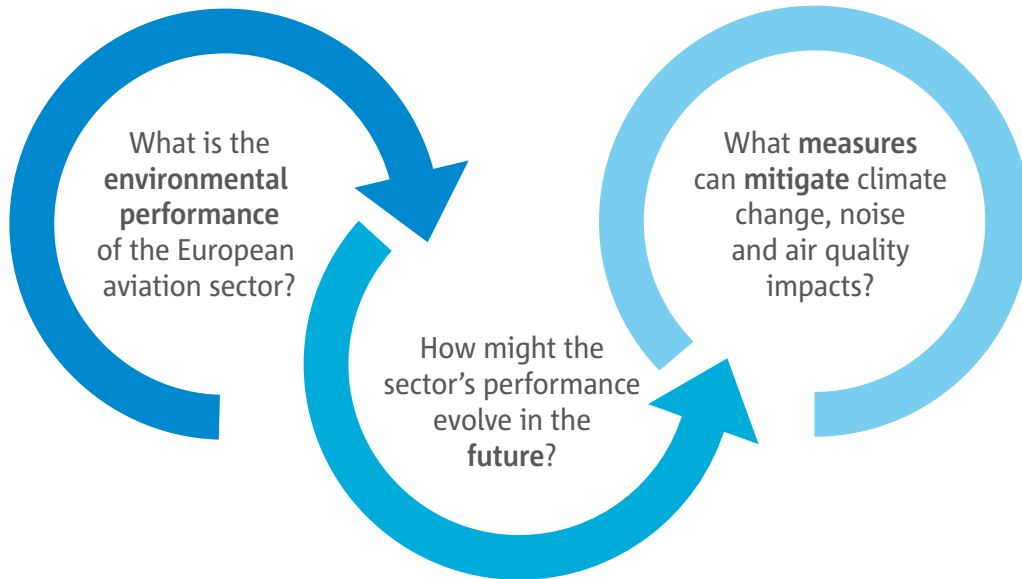 What is the
environmental
performance
of the European
aviation sector?
How might the
sector’s performance
evolve in the
future?
What measures
can mitigate climate
change, noise
and air quality
impacts?